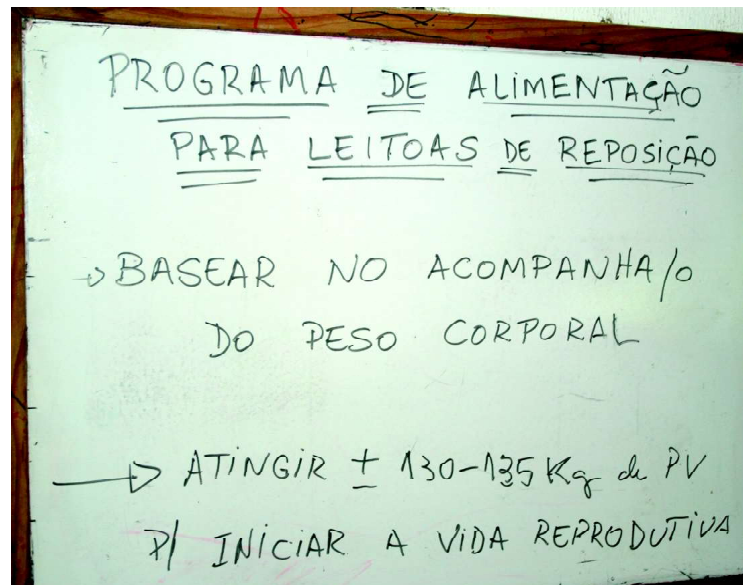 PROGRAMA DE ALIMENTAÇÃO
PARA LEITOAS DE REPOSIÇÃO
→ BASEAR NO ACOMPANHA/O
DO PESO CORPORAL
→ ATINGIR ± 130-135 Kg de PV
P/ INICIAR A VIDA REPRODUTIVA